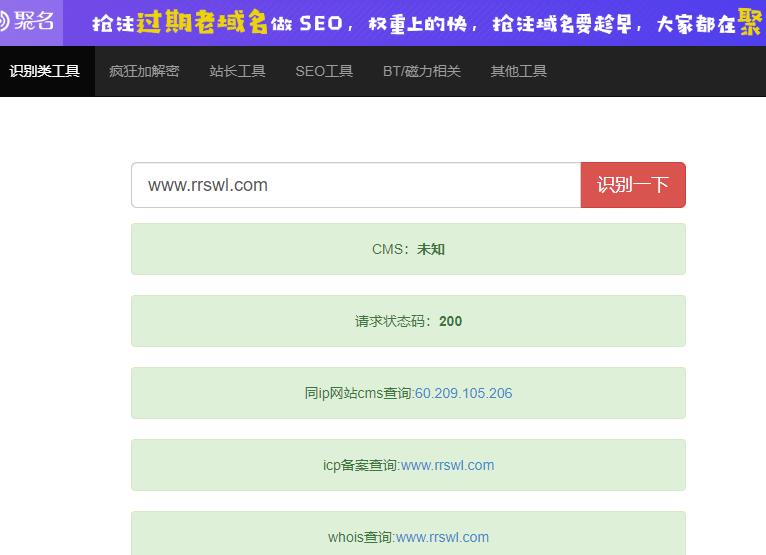 聚名 抢注过期老域名做 SEO，权重上的快，抢注域名要趁早，大家都在聚
识别类工具 疯狂加解密 站长工具 SEO工具 BT/磁力相关 其他工具
www.rrswl.com 识别一下
CMS：未知
请求状态码：200
同ip网站cms查询:60.209.105.206
icp备案查询:www.rrswl.com
whois查询:www.rrswl.com